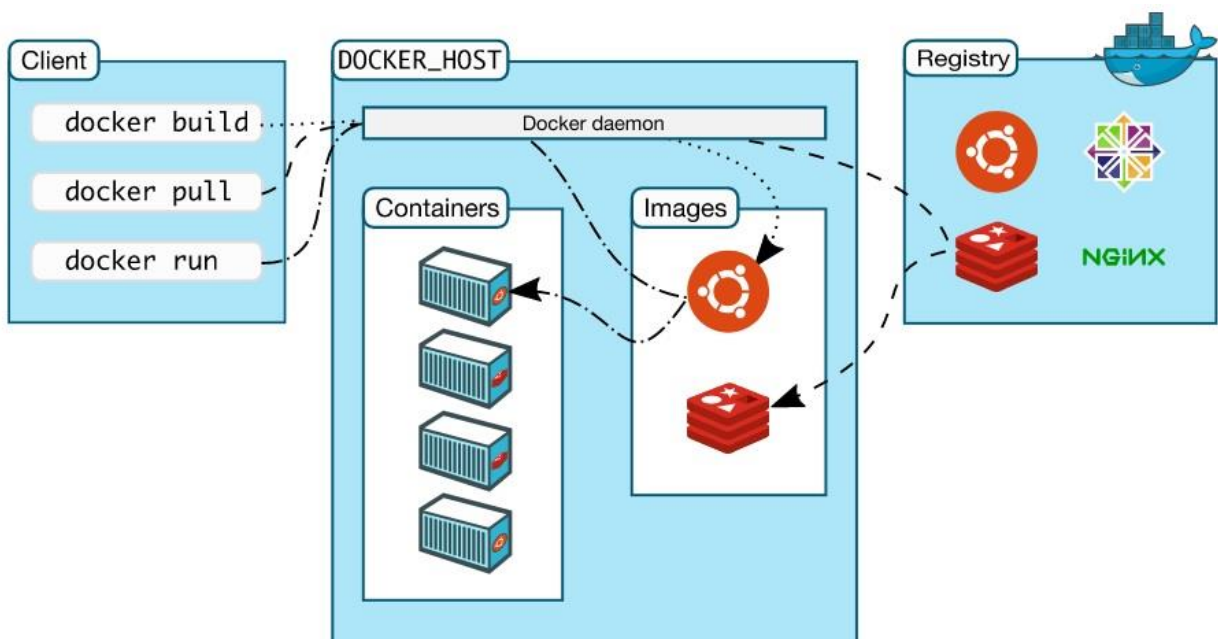 Client
docker build
docker pull
docker run
DOCKER_HOST
Docker daemon
Containers
Images
Registry
NGiNX